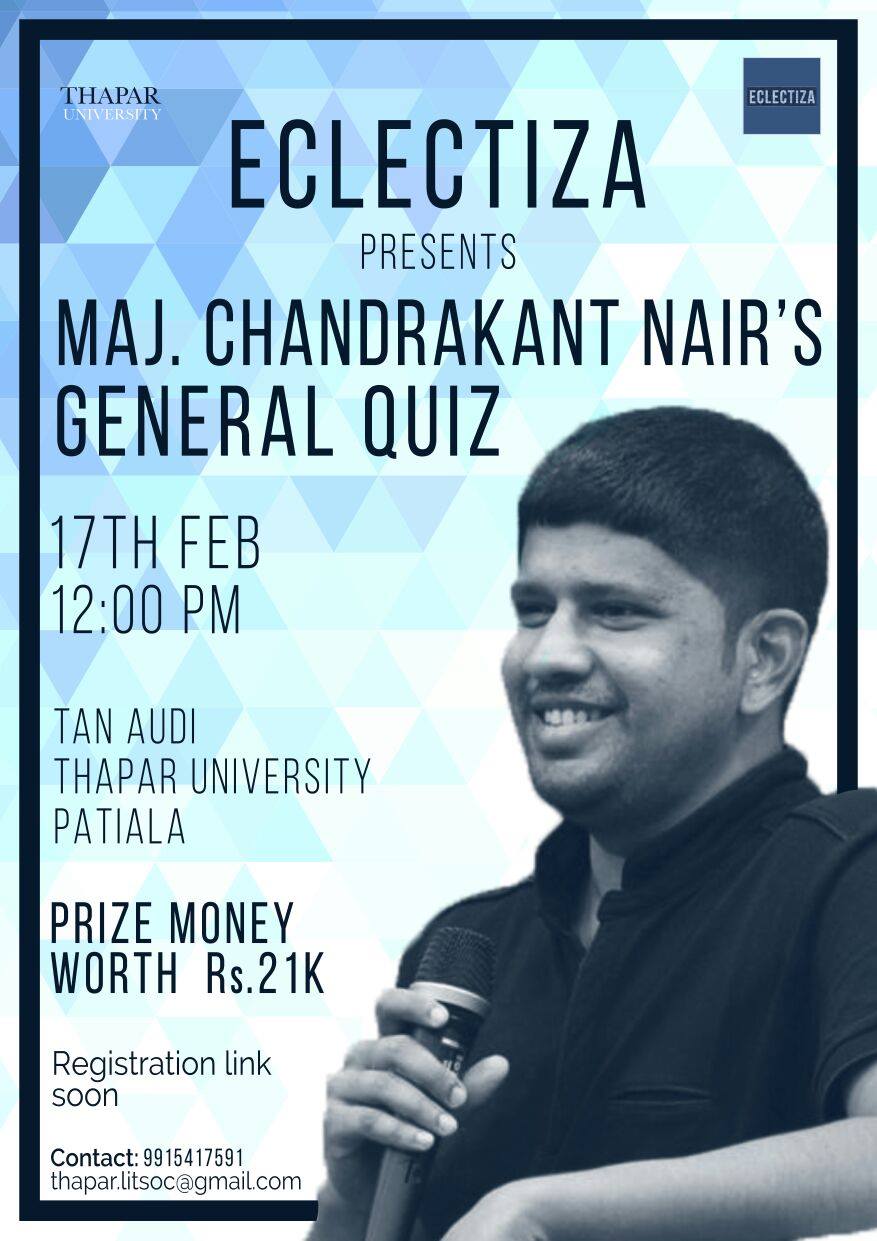 THAPAR
UNIVERSITY
ECLECTIZA
ECLECTIZA
PRESENTS
MAJ. CHANDRAKANT NAIR'S
GENERAL QUIZ
17TH FEB
12:00 PM
TAN AUDI
THAPAR UNIVERSITY
PATIALA
PRIZE MONEY
WORTH Rs.21K
Registration link
soon
Contact: 9915417591
thapar.litsoc@gmail.com